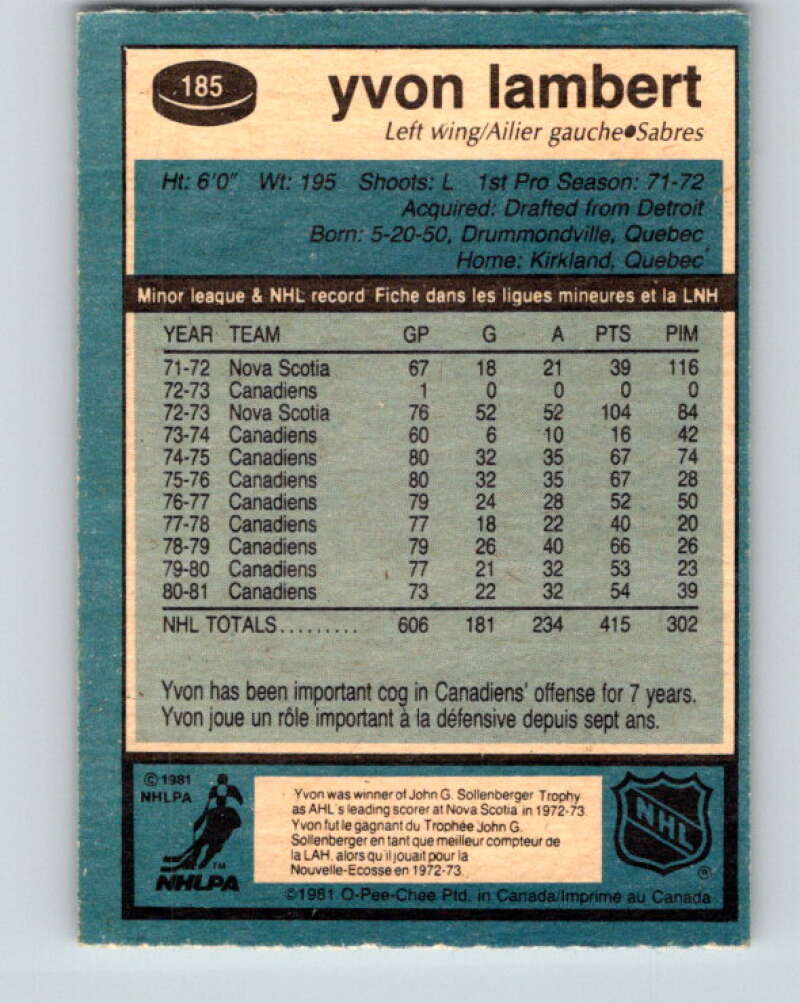 185
yvon lambert
Left wing/Ailier gauche●Sabres
Ht: 6'0" Wt: 195 Shoots: L 1st Pro Season: 71-72
Acquired: Drafted from Detroit
Born: 5-20-50, Drummondville, Quebec
Home: Kirkland, Quebec
Minor league & NHL record Fiche dans les ligues mineures et la LNH
YEAR TEAM GP G A PTS PIM
71-72 Nova Scotia 67 18 21 39 116
72-73 Canadiens 1 0 0 0 0
72-73 Nova Scotia 76 52 52 104 84
73-74 Canadiens 60 6 10 16 42
74-75 Canadiens 80 32 35 67 74
75-76 Canadiens 80 32 35 67 28
76-77 Canadiens 79 24 28 52 50
77-78 Canadiens 77 18 22 40 20
78-79 Canadiens 79 26 40 66 26
79-80 Canadiens 77 21 32 53 23
80-81 Canadiens 73 22 32 54 39
NHL TOTALS......... 606 181 234 415 302
Yvon has been important cog in Canadiens' offense for 7 years.
Yvon joue un rôle important à la défensive depuis sept ans.
©1981
NHLPA
TM
NHLPA
Yvon was winner of John G. Sollenberger Trophy
as AHL's leading scorer at Nova Scotia in 1972-73.
Yvon fut le gagnant du Trophée John G.
Sollenberger en tant que meilleur compteur de
la LAH, alors qu'il jouait pour la
Nouvelle-Ecosse en 1972-73.
NHL
®
©1981 O-Pee-Chee Ptd. in Canada/Imprimé au Canada